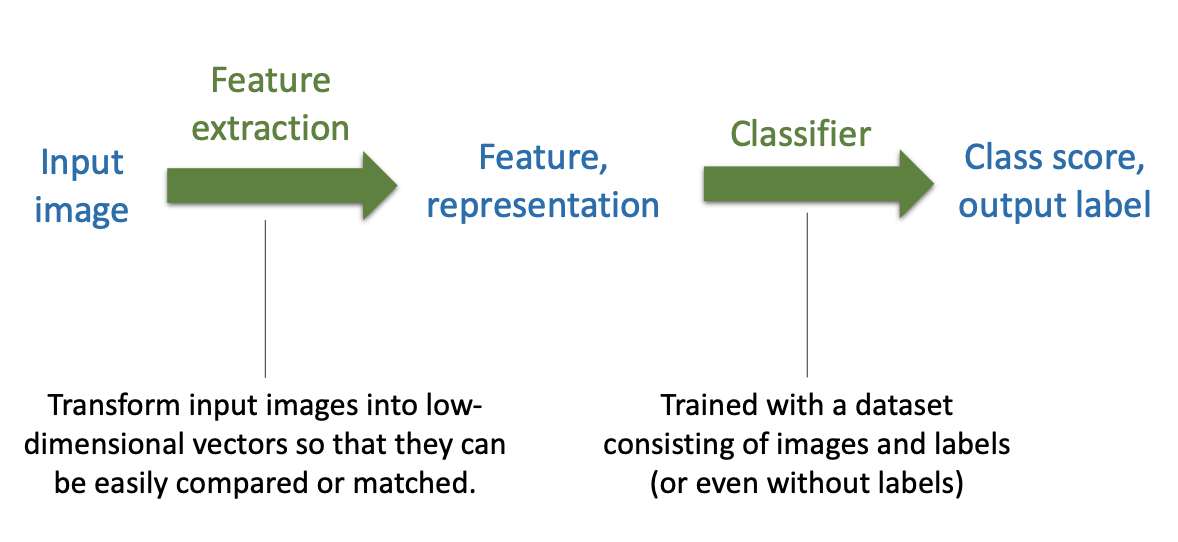 Feature
extraction
Input
image
Feature,
representation
Classifier
Class score,
output label
Transform input images into low-
dimensional vectors so that they can
be easily compared or matched.
Trained with a dataset
consisting of images and labels
(or even without labels)